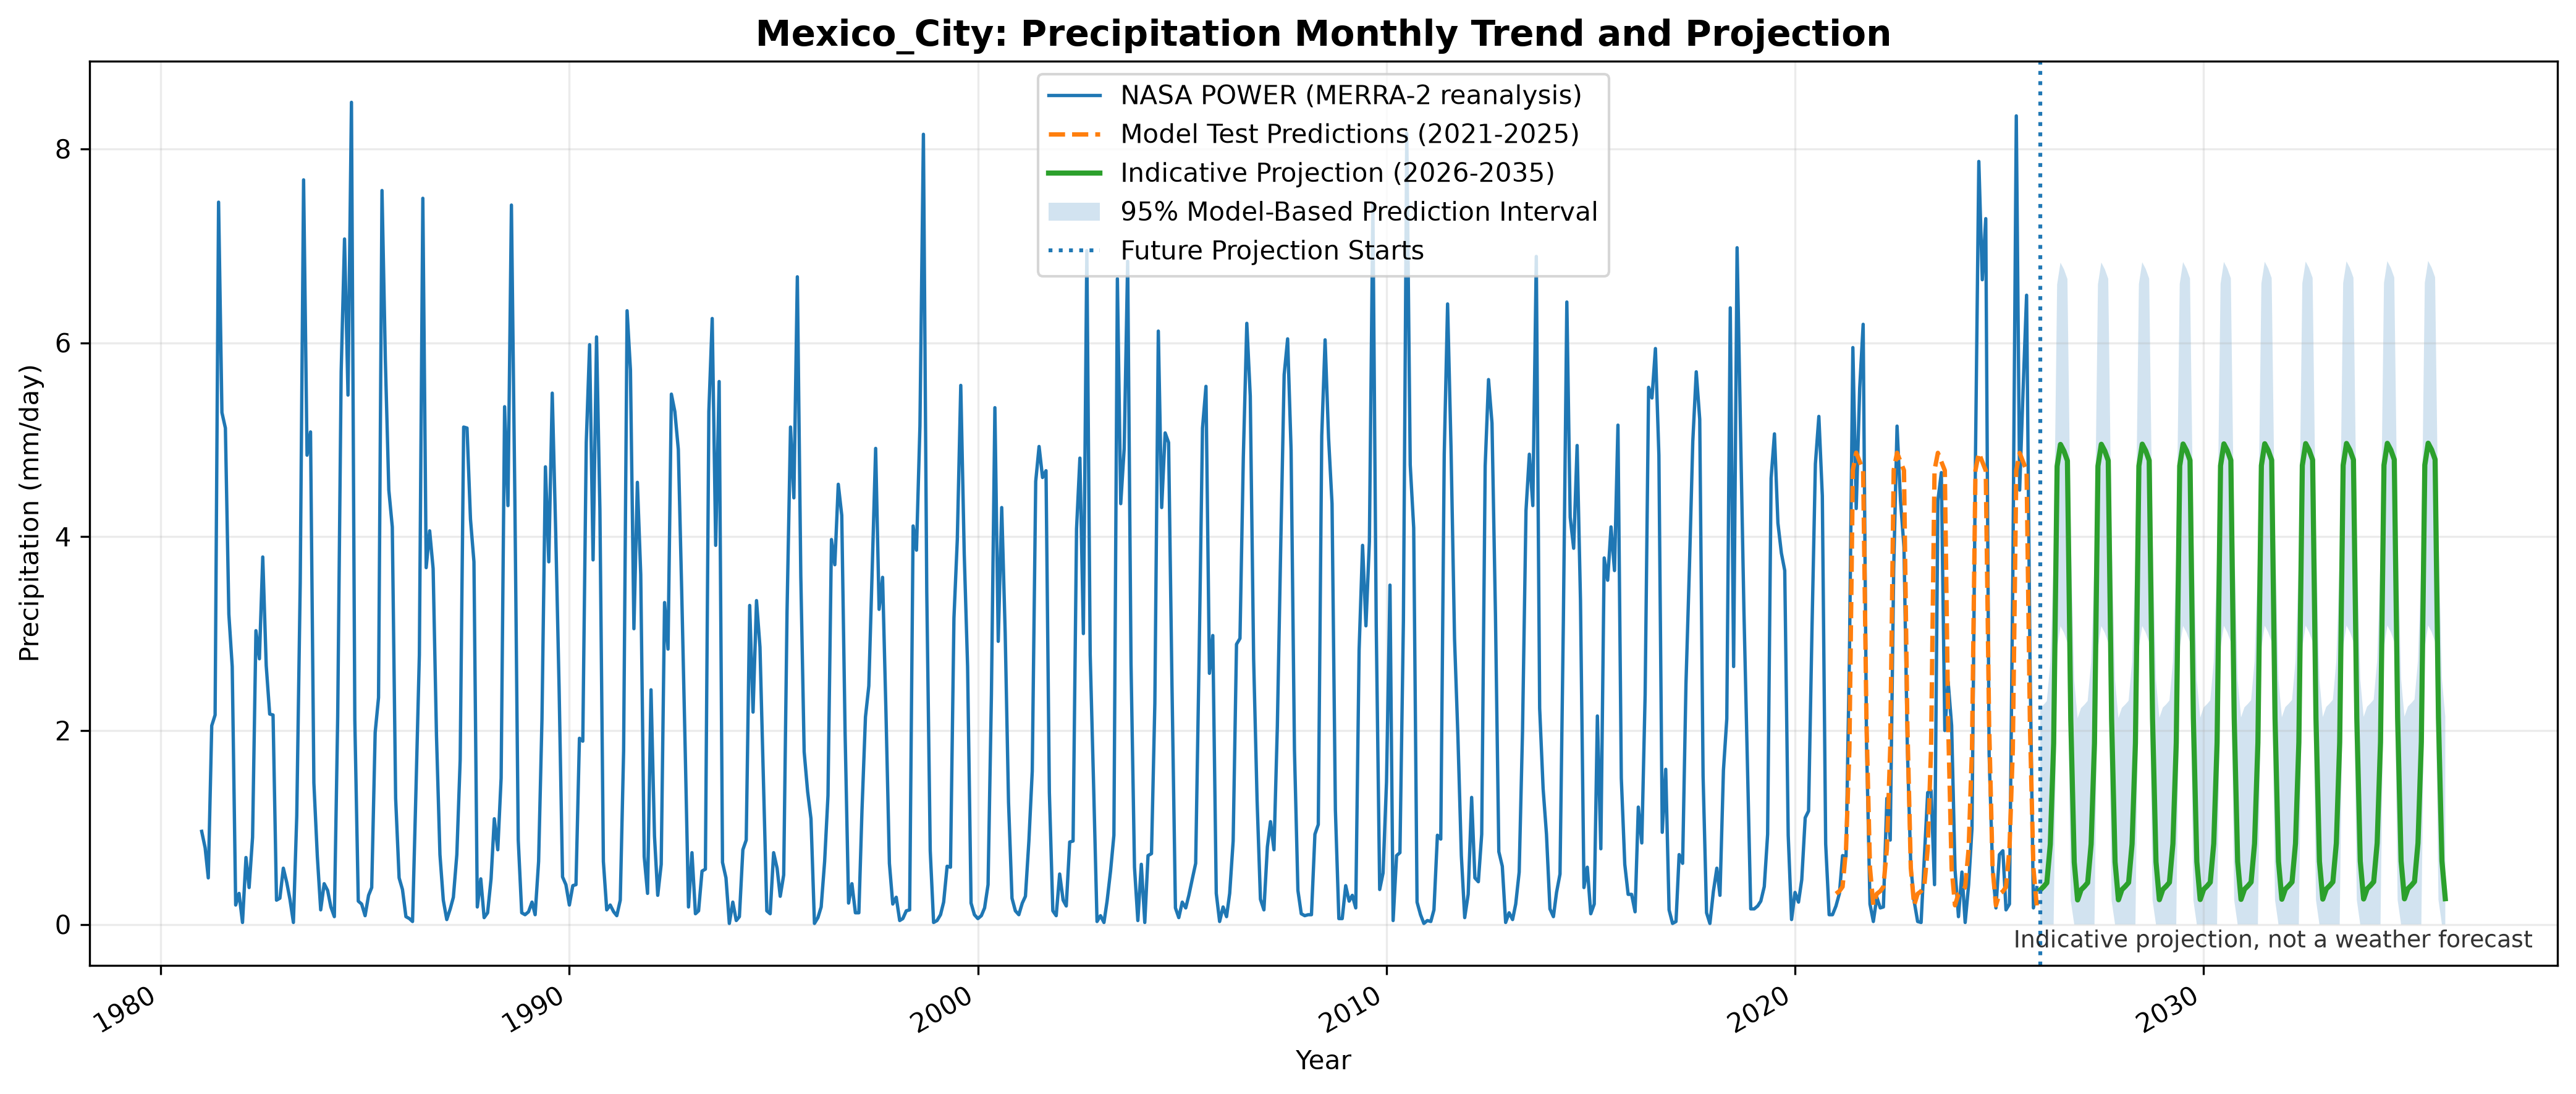 Mexico_City: Precipitation Monthly Trend and Projection
NASA POWER (MERRA-2 reanalysis)
Model Test Predictions (2021-2025)
Indicative Projection (2026-2035)
95% Model-Based Prediction Interval
Future Projection Starts
Precipitation (mm/day)
8
6
4
2
0
Indicative projection, not a weather forecast
1980
1990
2000
2010
2020
2030
Year